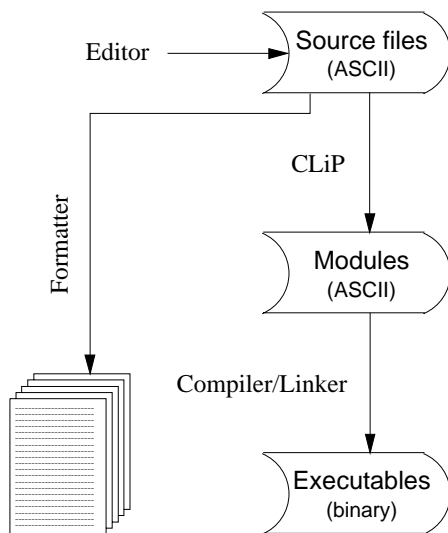 Editor
Source files
(ASCII)
CLiP
Formatter
Modules
(ASCII)
Compiler/Linker
Executables
(binary)